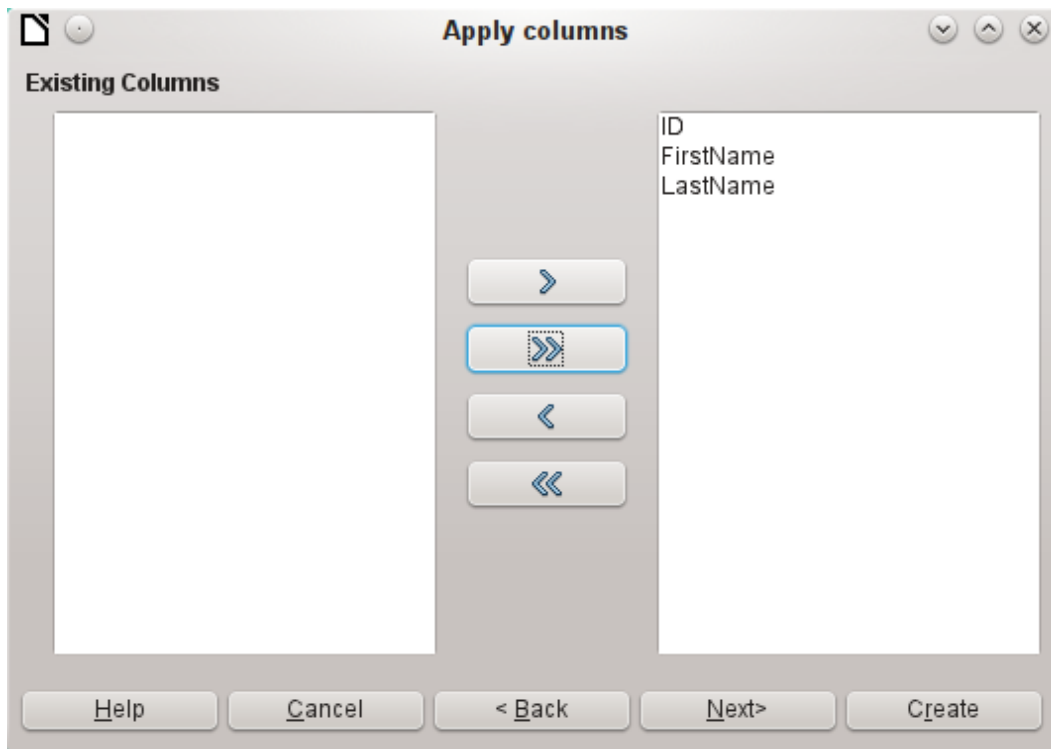 Apply columns
Existing Columns
ID
FirstName
LastName
Help
Cancel
< Back
Next>
Create